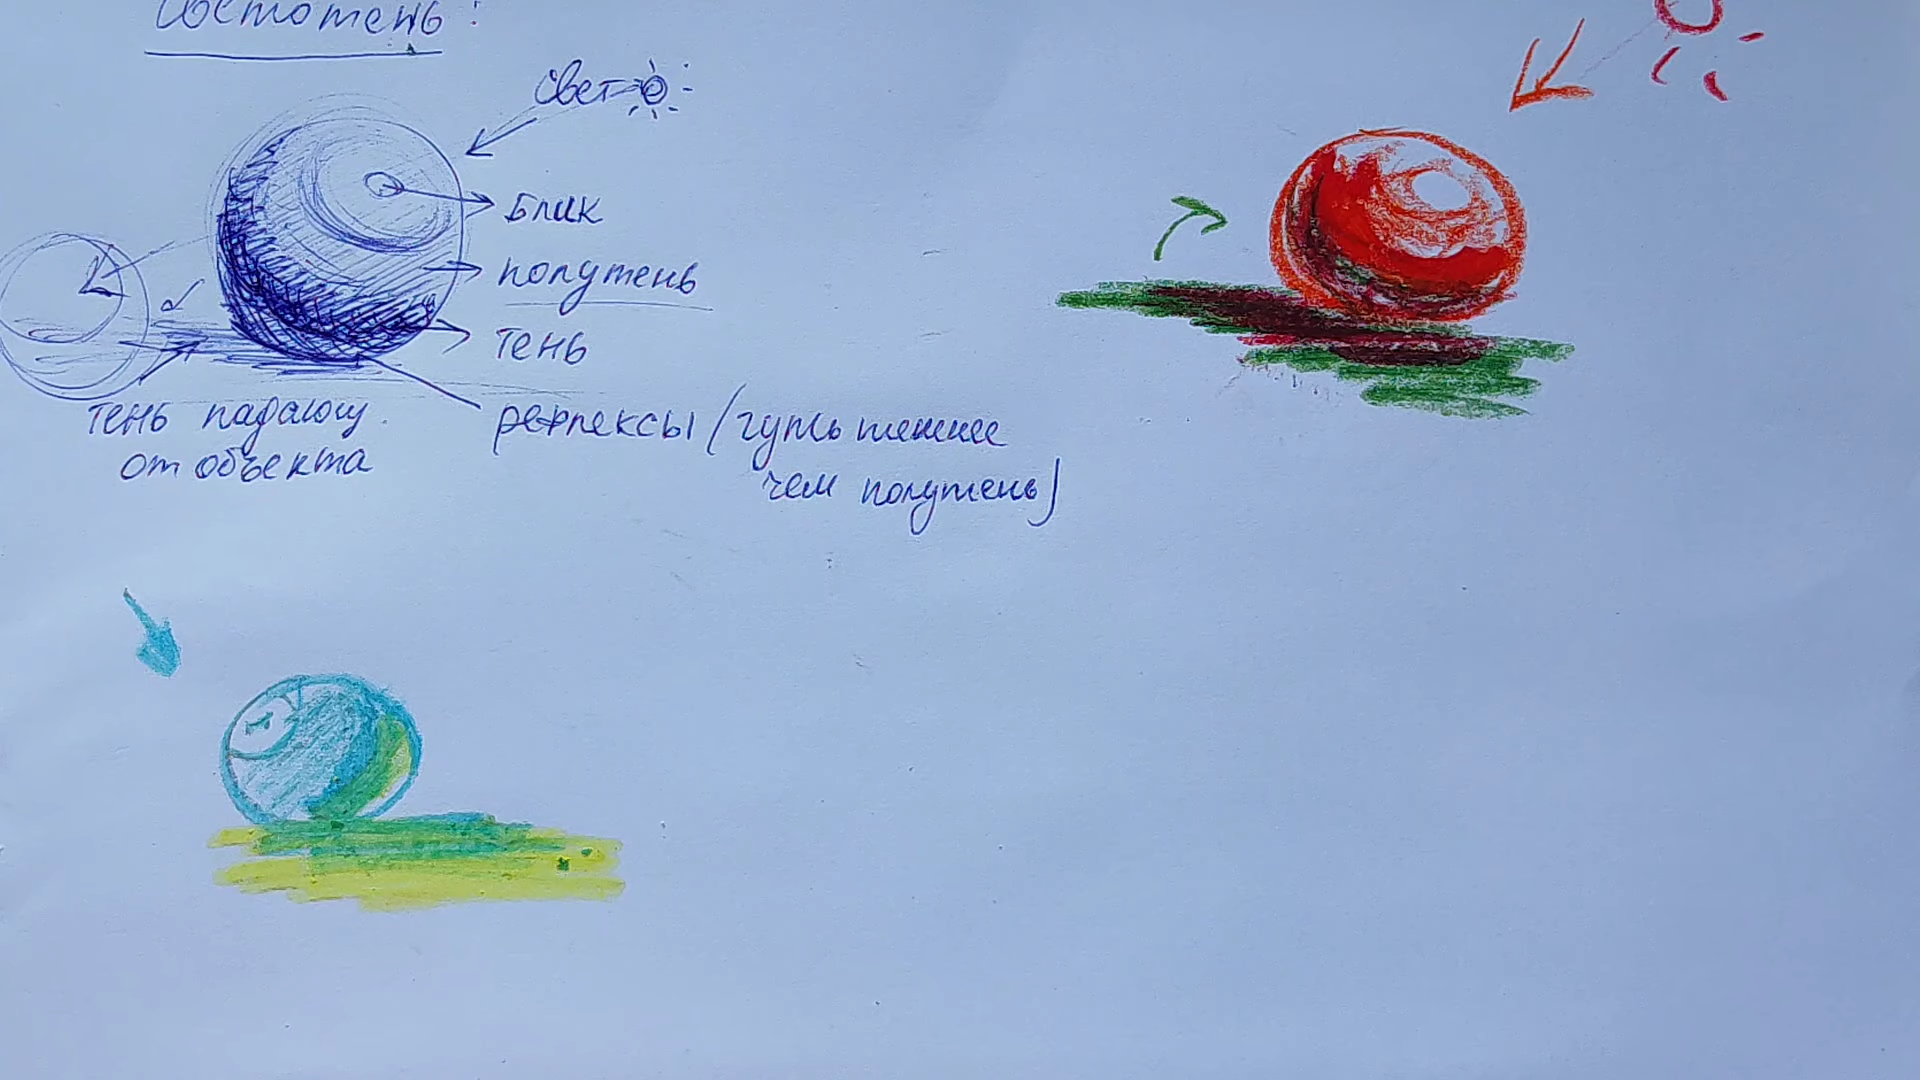 Светотень:
свет
блик
полутень
тень
тень падающ.
от объекта
рефлексы (чуть темнее
чем полутень)